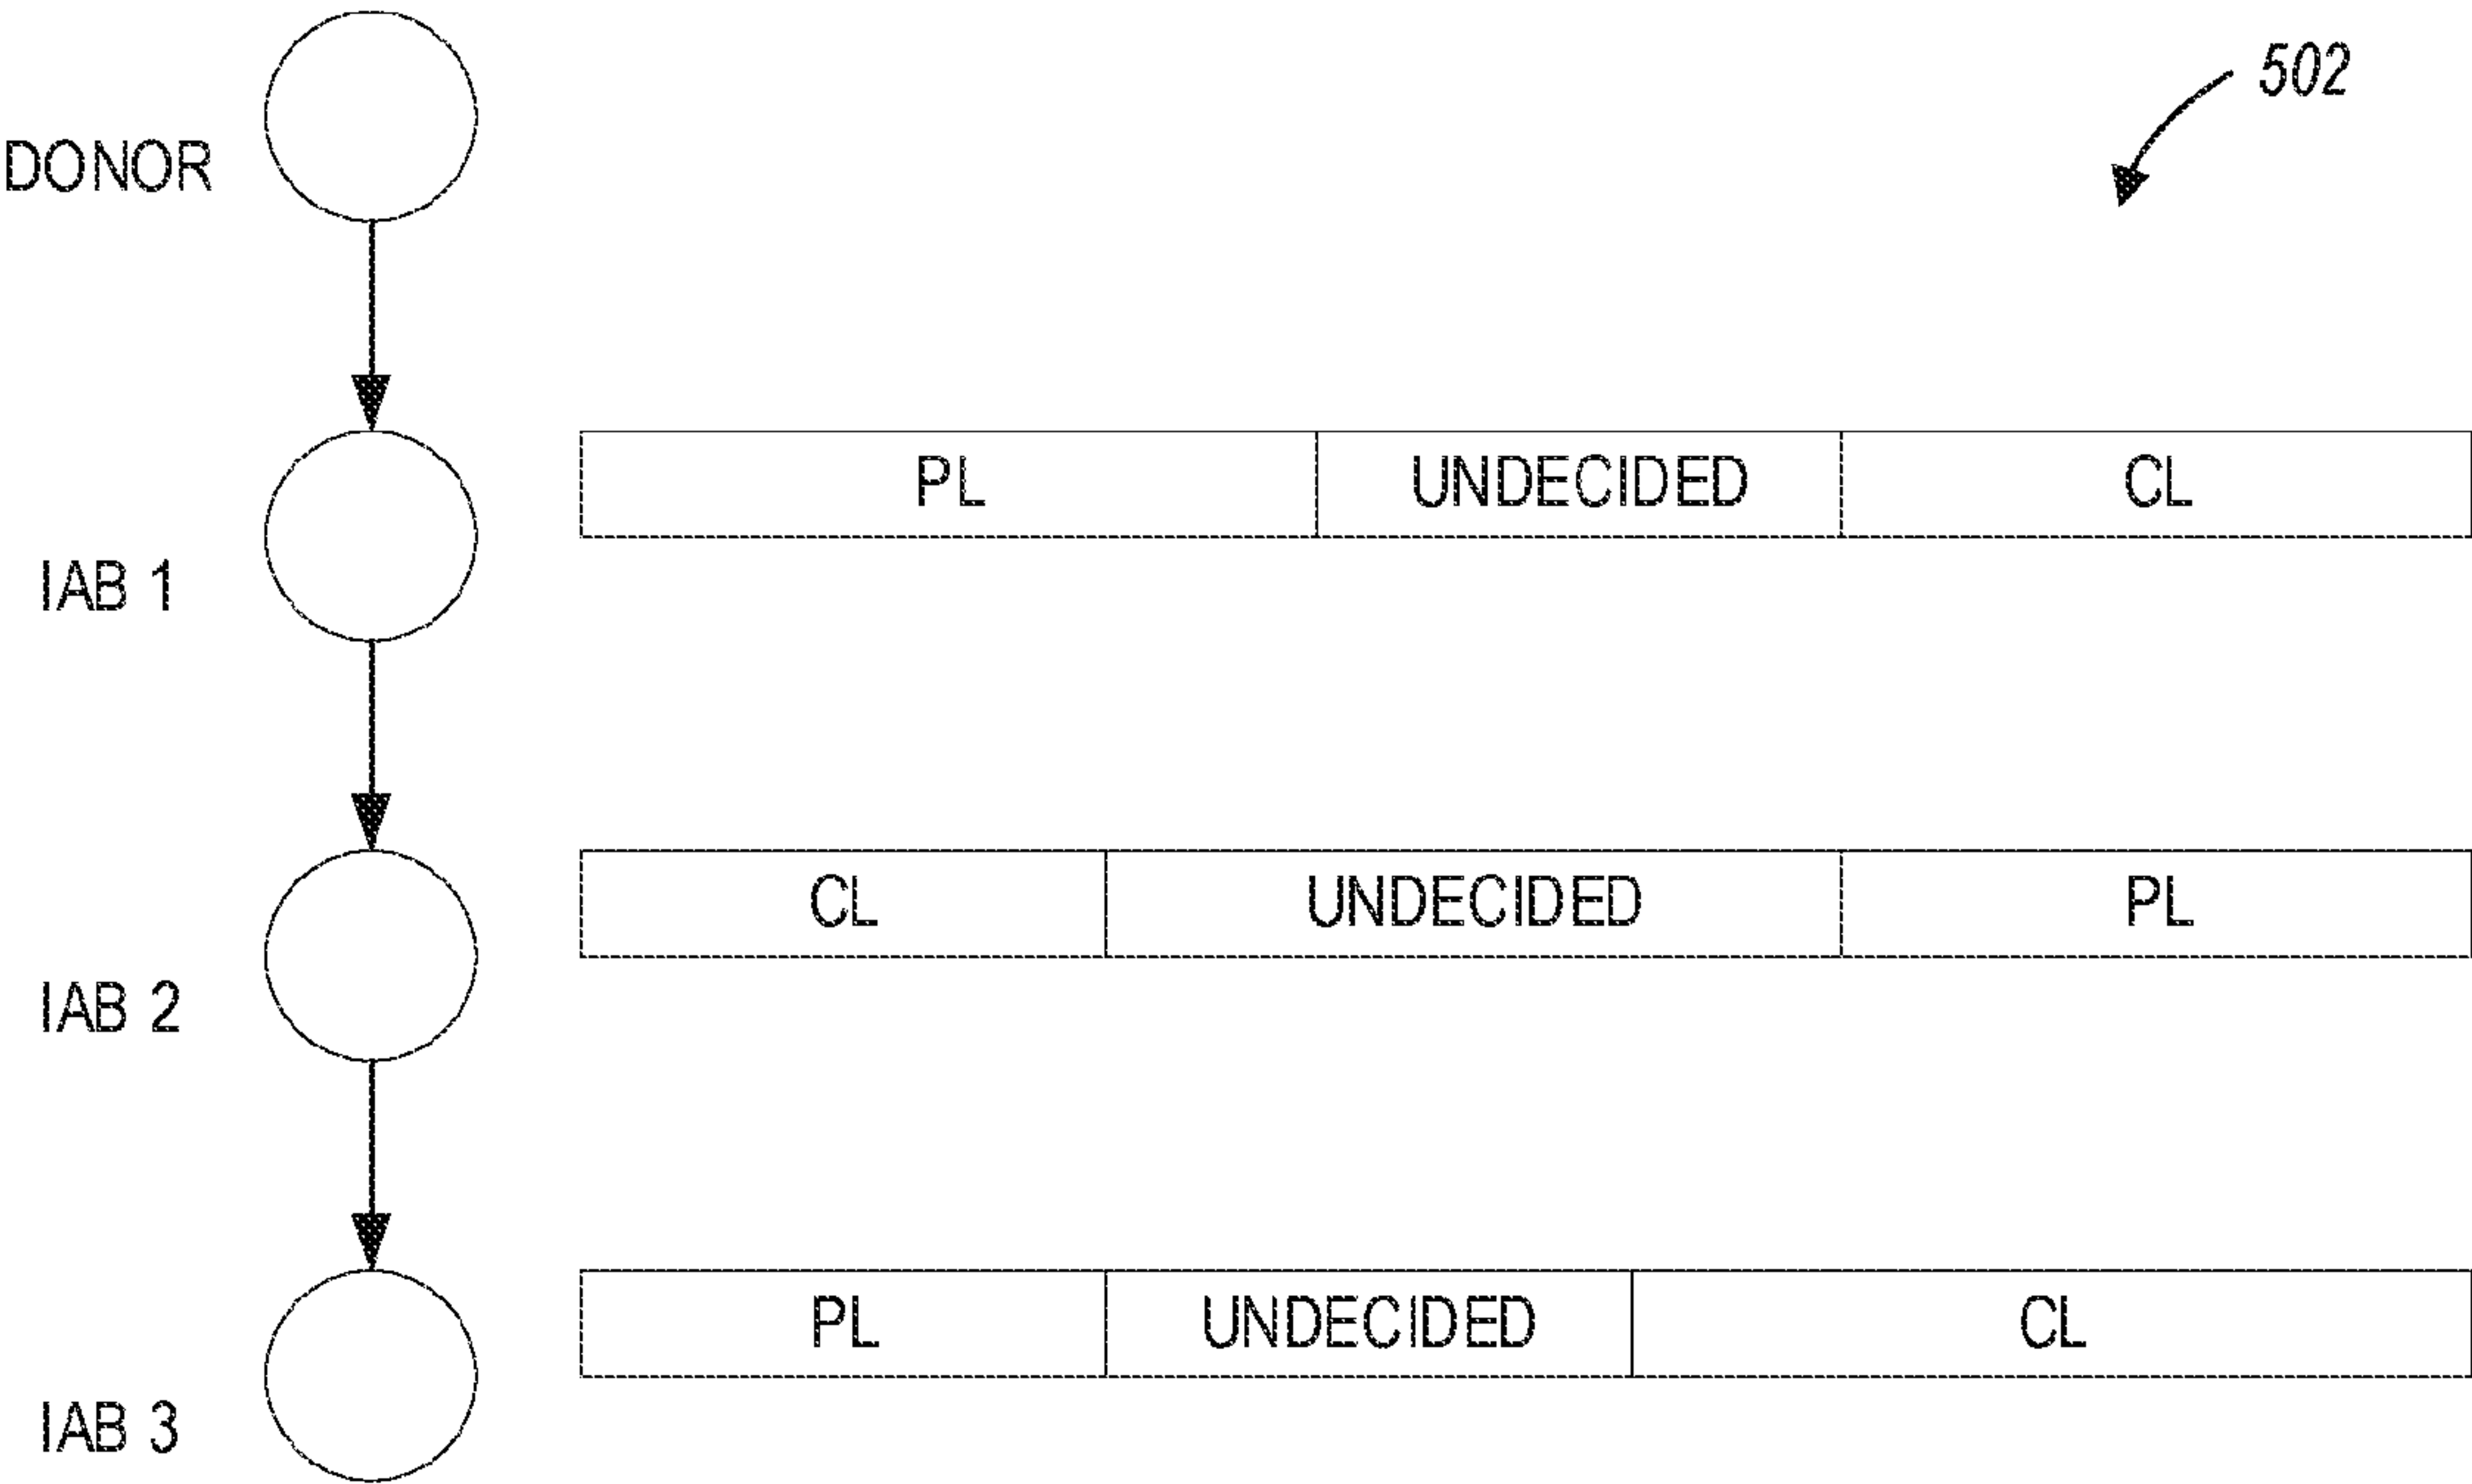 502
DONOR
PL UNDECIDED CL
IAB 1
CL UNDECIDED PL
IAB 2
PL UNDECIDED CL
IAB 3